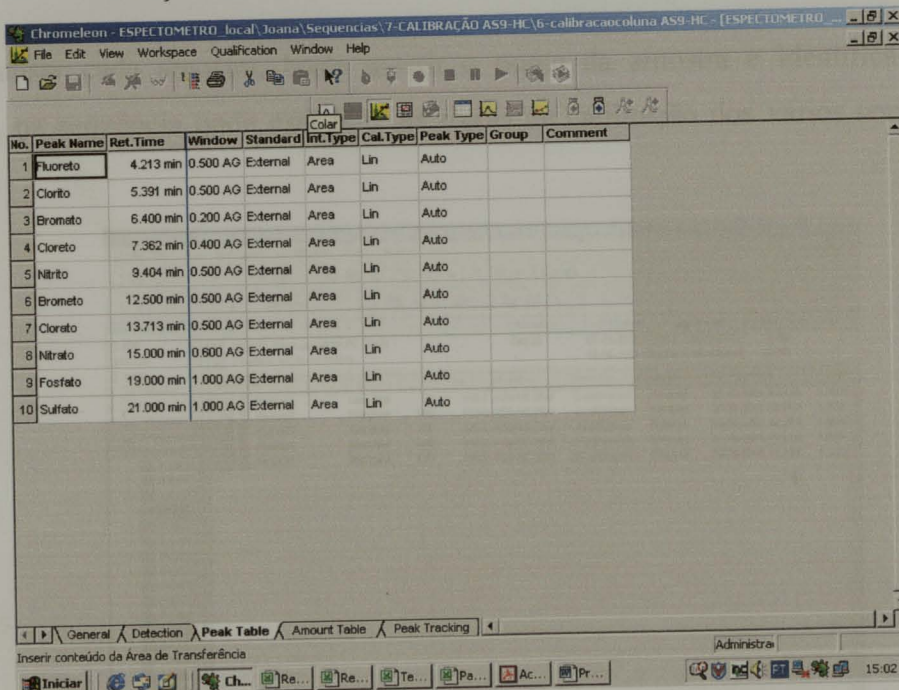 Chromeleon - ESPECTOMETRO_local\Joana\Sequencias\7-CALIBRAÇÃO AS9-HC\6-calibracaocoluna AS9-HC - [ESPECTOMETRO_...
File Edit View Workspace Qualification Window Help
Colar
No. Peak Name Ret.Time Window Standard Int.Type Cal.Type Peak Type Group Comment
1 Fluoreto 4.213 min 0.500 AG External Area Lin Auto
2 Clorito 5.391 min 0.500 AG External Area Lin Auto
3 Bromato 6.400 min 0.200 AG External Area Lin Auto
4 Cloreto 7.362 min 0.400 AG External Area Lin Auto
5 Nitrito 9.404 min 0.500 AG External Area Lin Auto
6 Brometo 12.500 min 0.500 AG External Area Lin Auto
7 Clorato 13.713 min 0.500 AG External Area Lin Auto
8 Nitrato 15.000 min 0.600 AG External Area Lin Auto
9 Fosfato 19.000 min 1.000 AG External Area Lin Auto
10 Sulfato 21.000 min 1.000 AG External Area Lin Auto
General Detection Peak Table Amount Table Peak Tracking
Inserir conteúdo da Área de Transferência Administra
Iniciar Ch... Re... Re... Te... Pa... Ac... Pr... PT 15:02